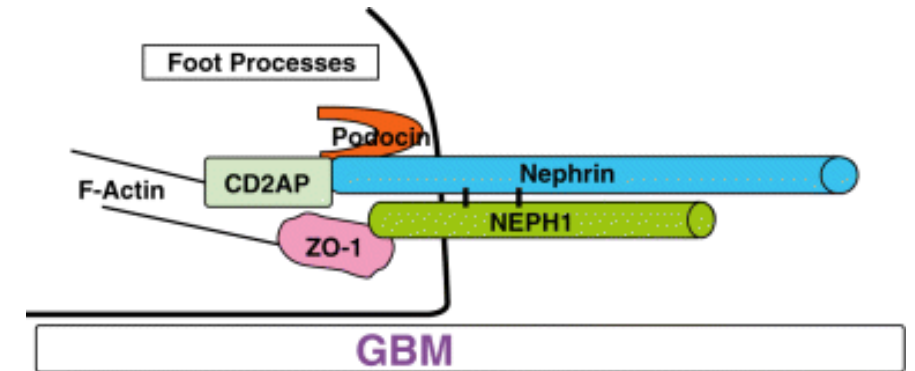 Foot Processes
Podocin
Nephrin
CD2AP
F-Actin
NEPH1
ZO-1
GBM